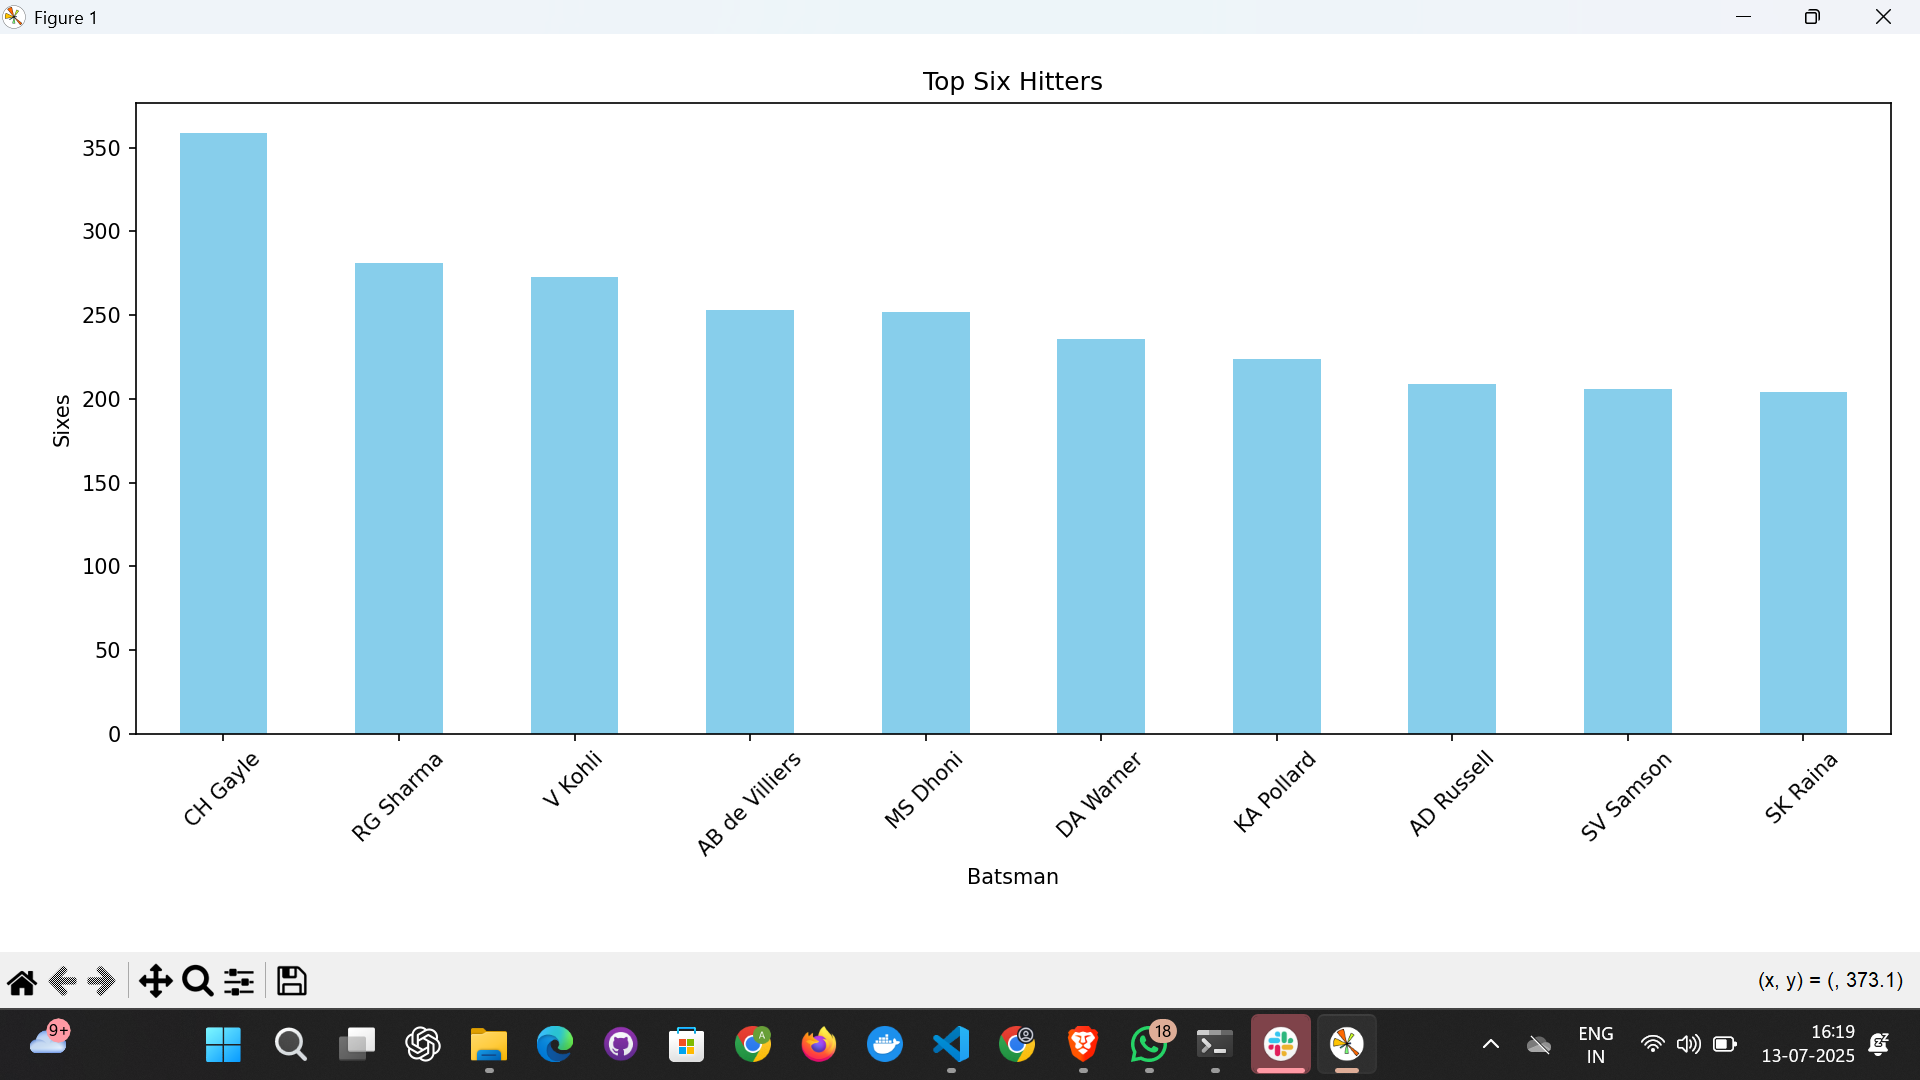 Figure 1
Top Six Hitters
350
300
250
200
150
100
50
0
Sixes
CH Gayle
RG Sharma
V Kohli
AB de Villiers
MS Dhoni
DA Warner
KA Pollard
AD Russell
SV Samson
SK Raina
Batsman
(x, y) = (, 373.1)
9+
A
18
ENG
IN
16:19
13-07-2025